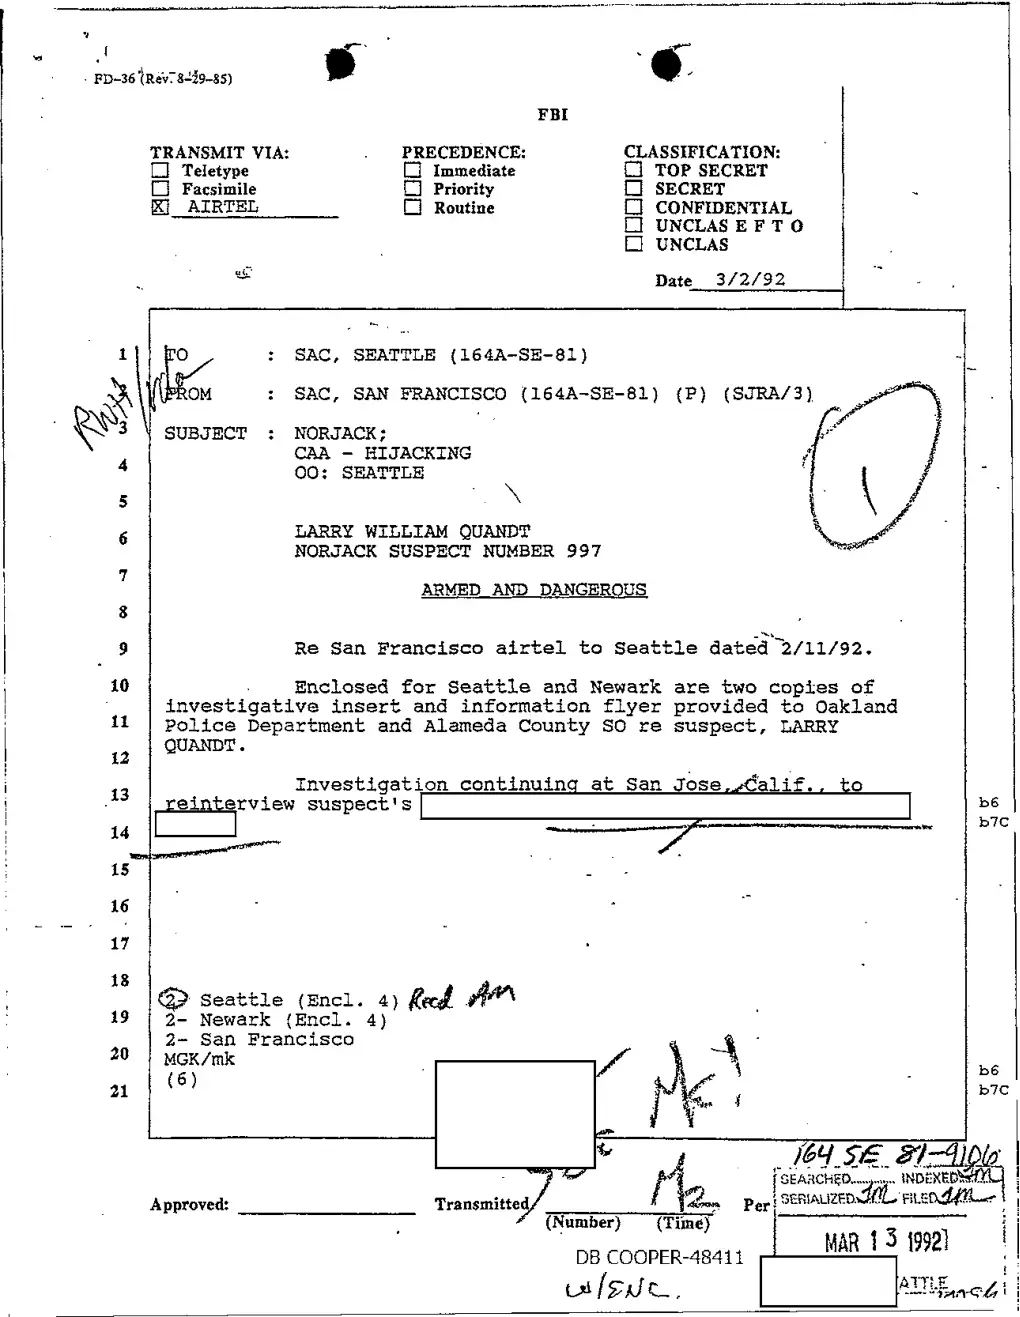 FD-36 (Rev. 8-29-85)
FBI
TRANSMIT VIA:
Teletype
Facsimile
X AIRTEL
PRECEDENCE:
Immediate
Priority
Routine
CLASSIFICATION:
TOP SECRET
SECRET
CONFIDENTIAL
UNCLAS E F T O
UNCLAS
Date 3/2/92
1 TO : SAC, SEATTLE (164A-SE-81)
2 FROM : SAC, SAN FRANCISCO (164A-SE-81) (P) (SJRA/3)
3 SUBJECT : NORJACK;
CAA - HIJACKING
4 OO: SEATTLE
5
6 LARRY WILLIAM QUANDT
NORJACK SUSPECT NUMBER 997
7 ARMED AND DANGEROUS
8
9 Re San Francisco airtel to Seattle dated 2/11/92.
10 Enclosed for Seattle and Newark are two copies of
investigative insert and information flyer provided to Oakland
11 Police Department and Alameda County SO re suspect, LARRY
QUANDT.
12
Investigation continuing at San Jose, Calif., to
13 reinterview suspect's
b6
b7C
14
15
16
17
18
2- Seattle (Encl. 4) Recd AM
19 2- Newark (Encl. 4)
2- San Francisco
20 MGK/mk
(6)
21
b6
b7C
164 SE 81-9106
SEARCHED INDEXED
SERIALIZED FILED
Approved: Transmitted Per
(Number) (Time)
MAR 13 1992
DB COOPER-48411
W/ENC.